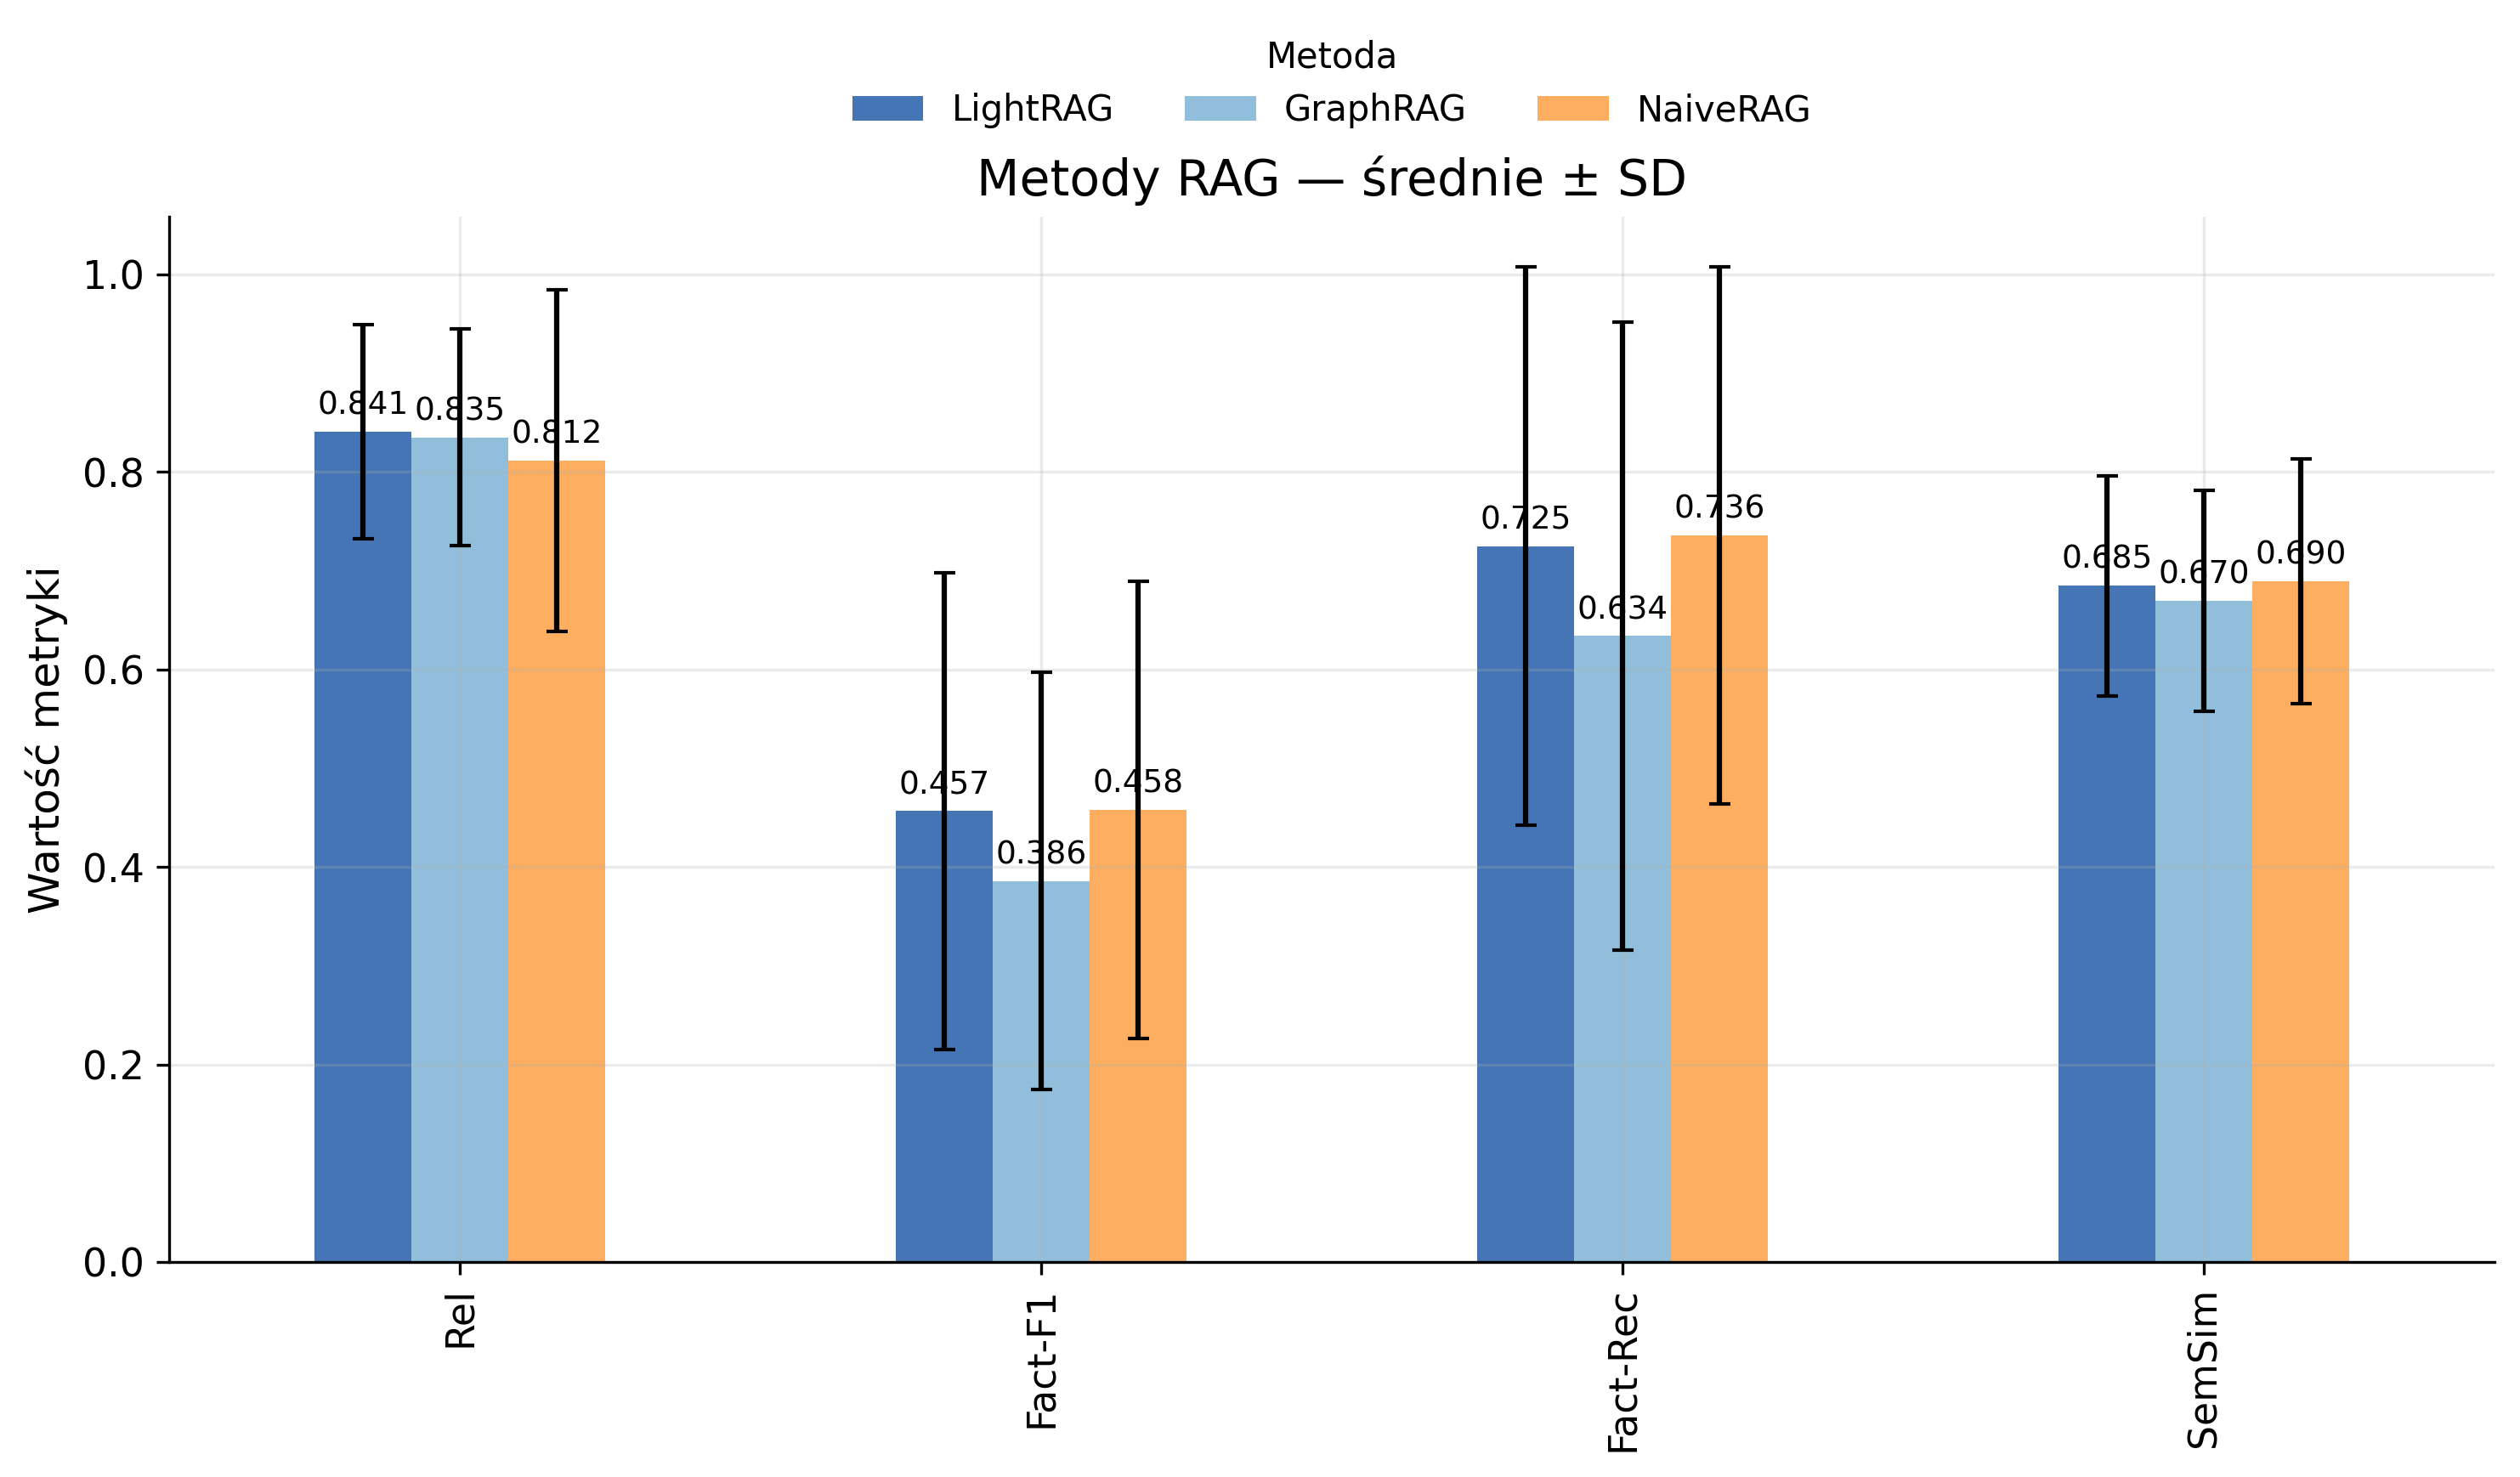 Metoda
LightRAG GraphRAG NaiveRAG
Metody RAG — średnie ± SD
Wartość metryki
1.0
0.8
0.6
0.4
0.2
0.0
0.841 0.835 0.812
0.457 0.386 0.458
0.725 0.634 0.736
0.685 0.670 0.690
Rel
Fact-F1
Fact-Rec
SemSim